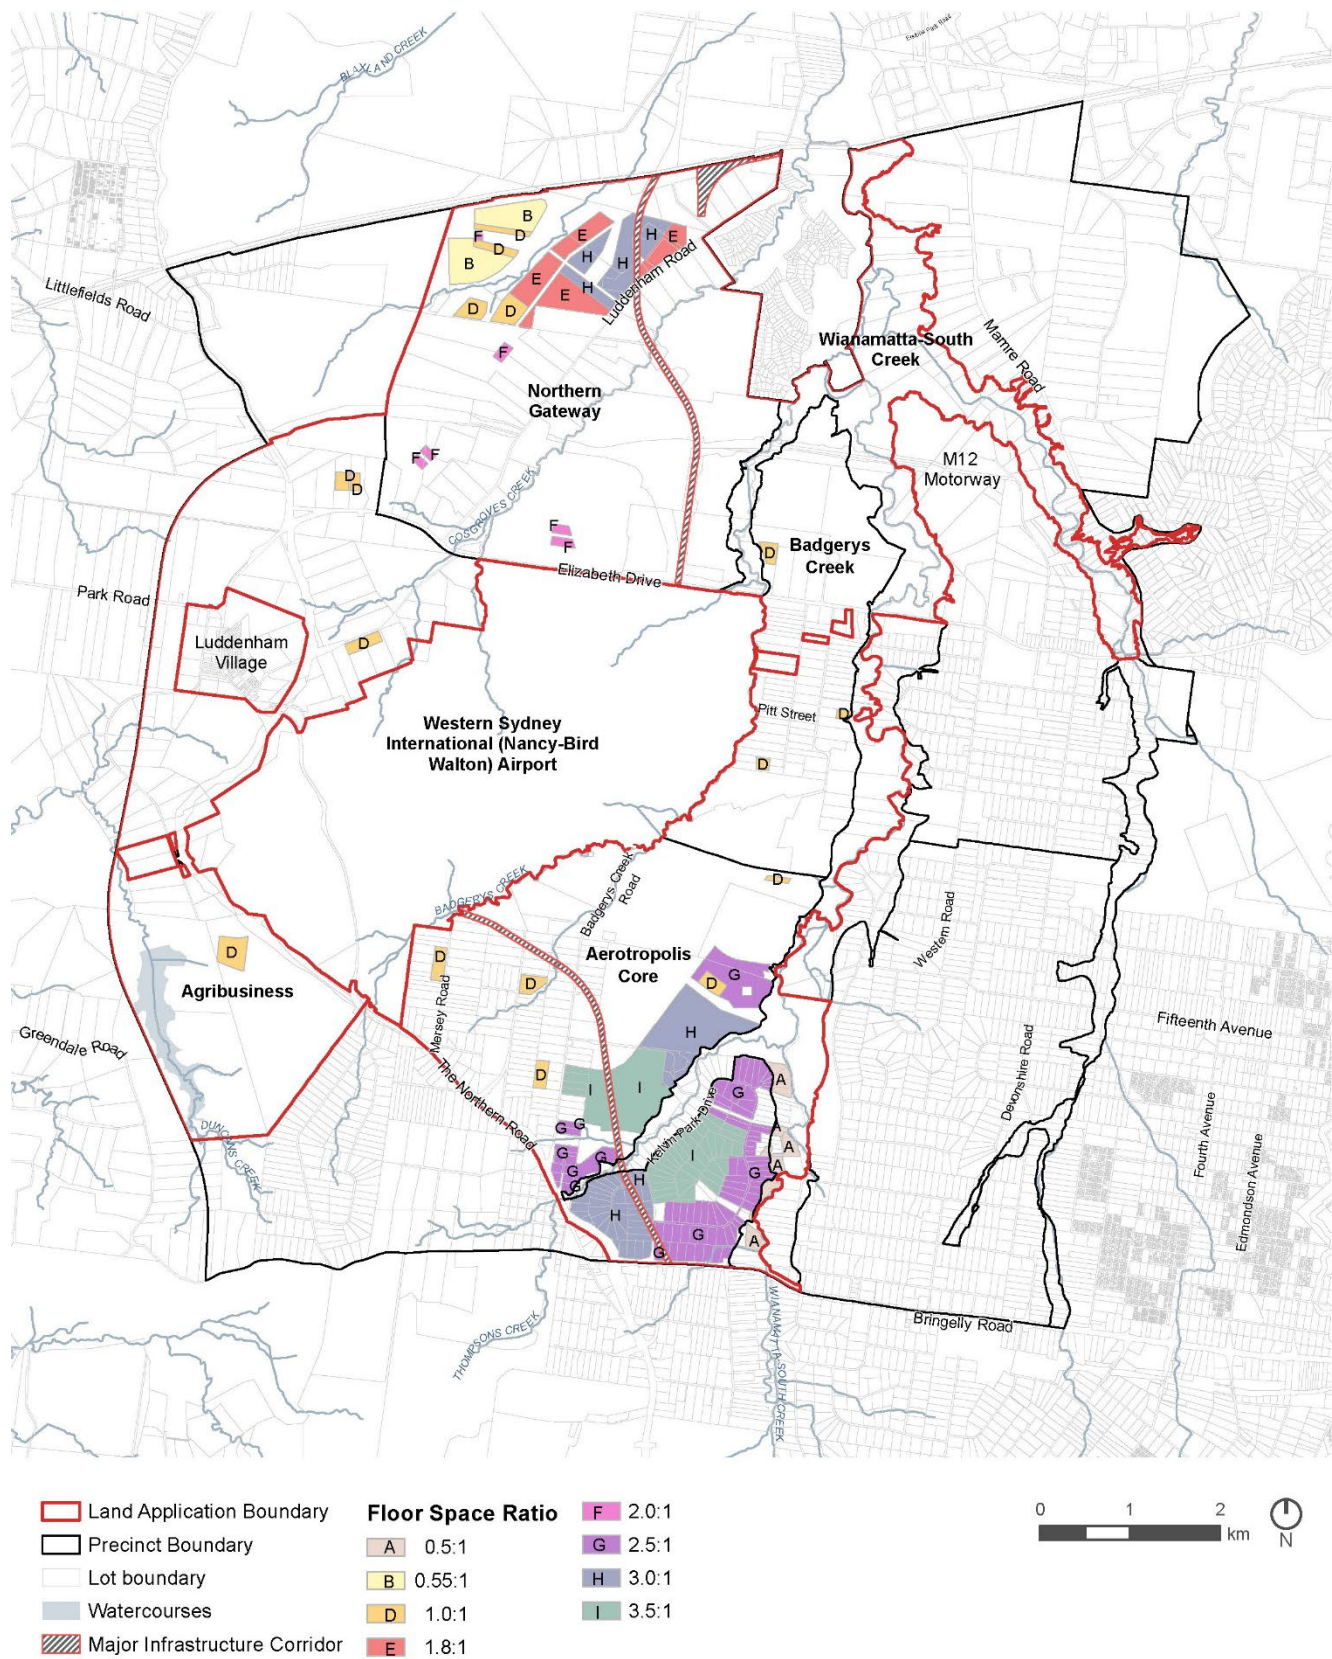 Erskine Park Road
BLAXLAND CREEK
B
F
D
D
B
E
H
H
E
E
H
H
E
E
D
D
Luddenham Road
Littlefields Road
F
Wianamatta-South
Creek
Mamre Road
Northern
Gateway
F
F
M12
Motorway
D
D
COSGROVES CREEK
F
F
D
Badgerys
Creek
Elizabeth Drive
Park Road
Luddenham
Village
D
Western Sydney
International (Nancy-Bird
Walton) Airport
Pitt Street
D
D
BADGERYS CREEK
Badgerys Creek
Road
D
Western Road
D
Agribusiness
D
D
Aerotropolis
Core
G
D
Mersey Road
Greendale Road
H
Fifteenth Avenue
Devonshire Road
The Northern Road
D
I
I
G
A
Kelvin Park Drive
G
G
DUNCANS CREEK
G
G
G
G
I
A
A
G
H
H
G
G
A
Fourth Avenue
Edmondson Avenue
Bringelly Road
THOMPSONS CREEK
WIANAMATTA SOUTH CREEK
Land Application Boundary
Precinct Boundary
Lot boundary
Watercourses
Major Infrastructure Corridor
Floor Space Ratio
A 0.5:1
B 0.55:1
D 1.0:1
E 1.8:1
F 2.0:1
G 2.5:1
H 3.0:1
I 3.5:1
0 1 2
km
N